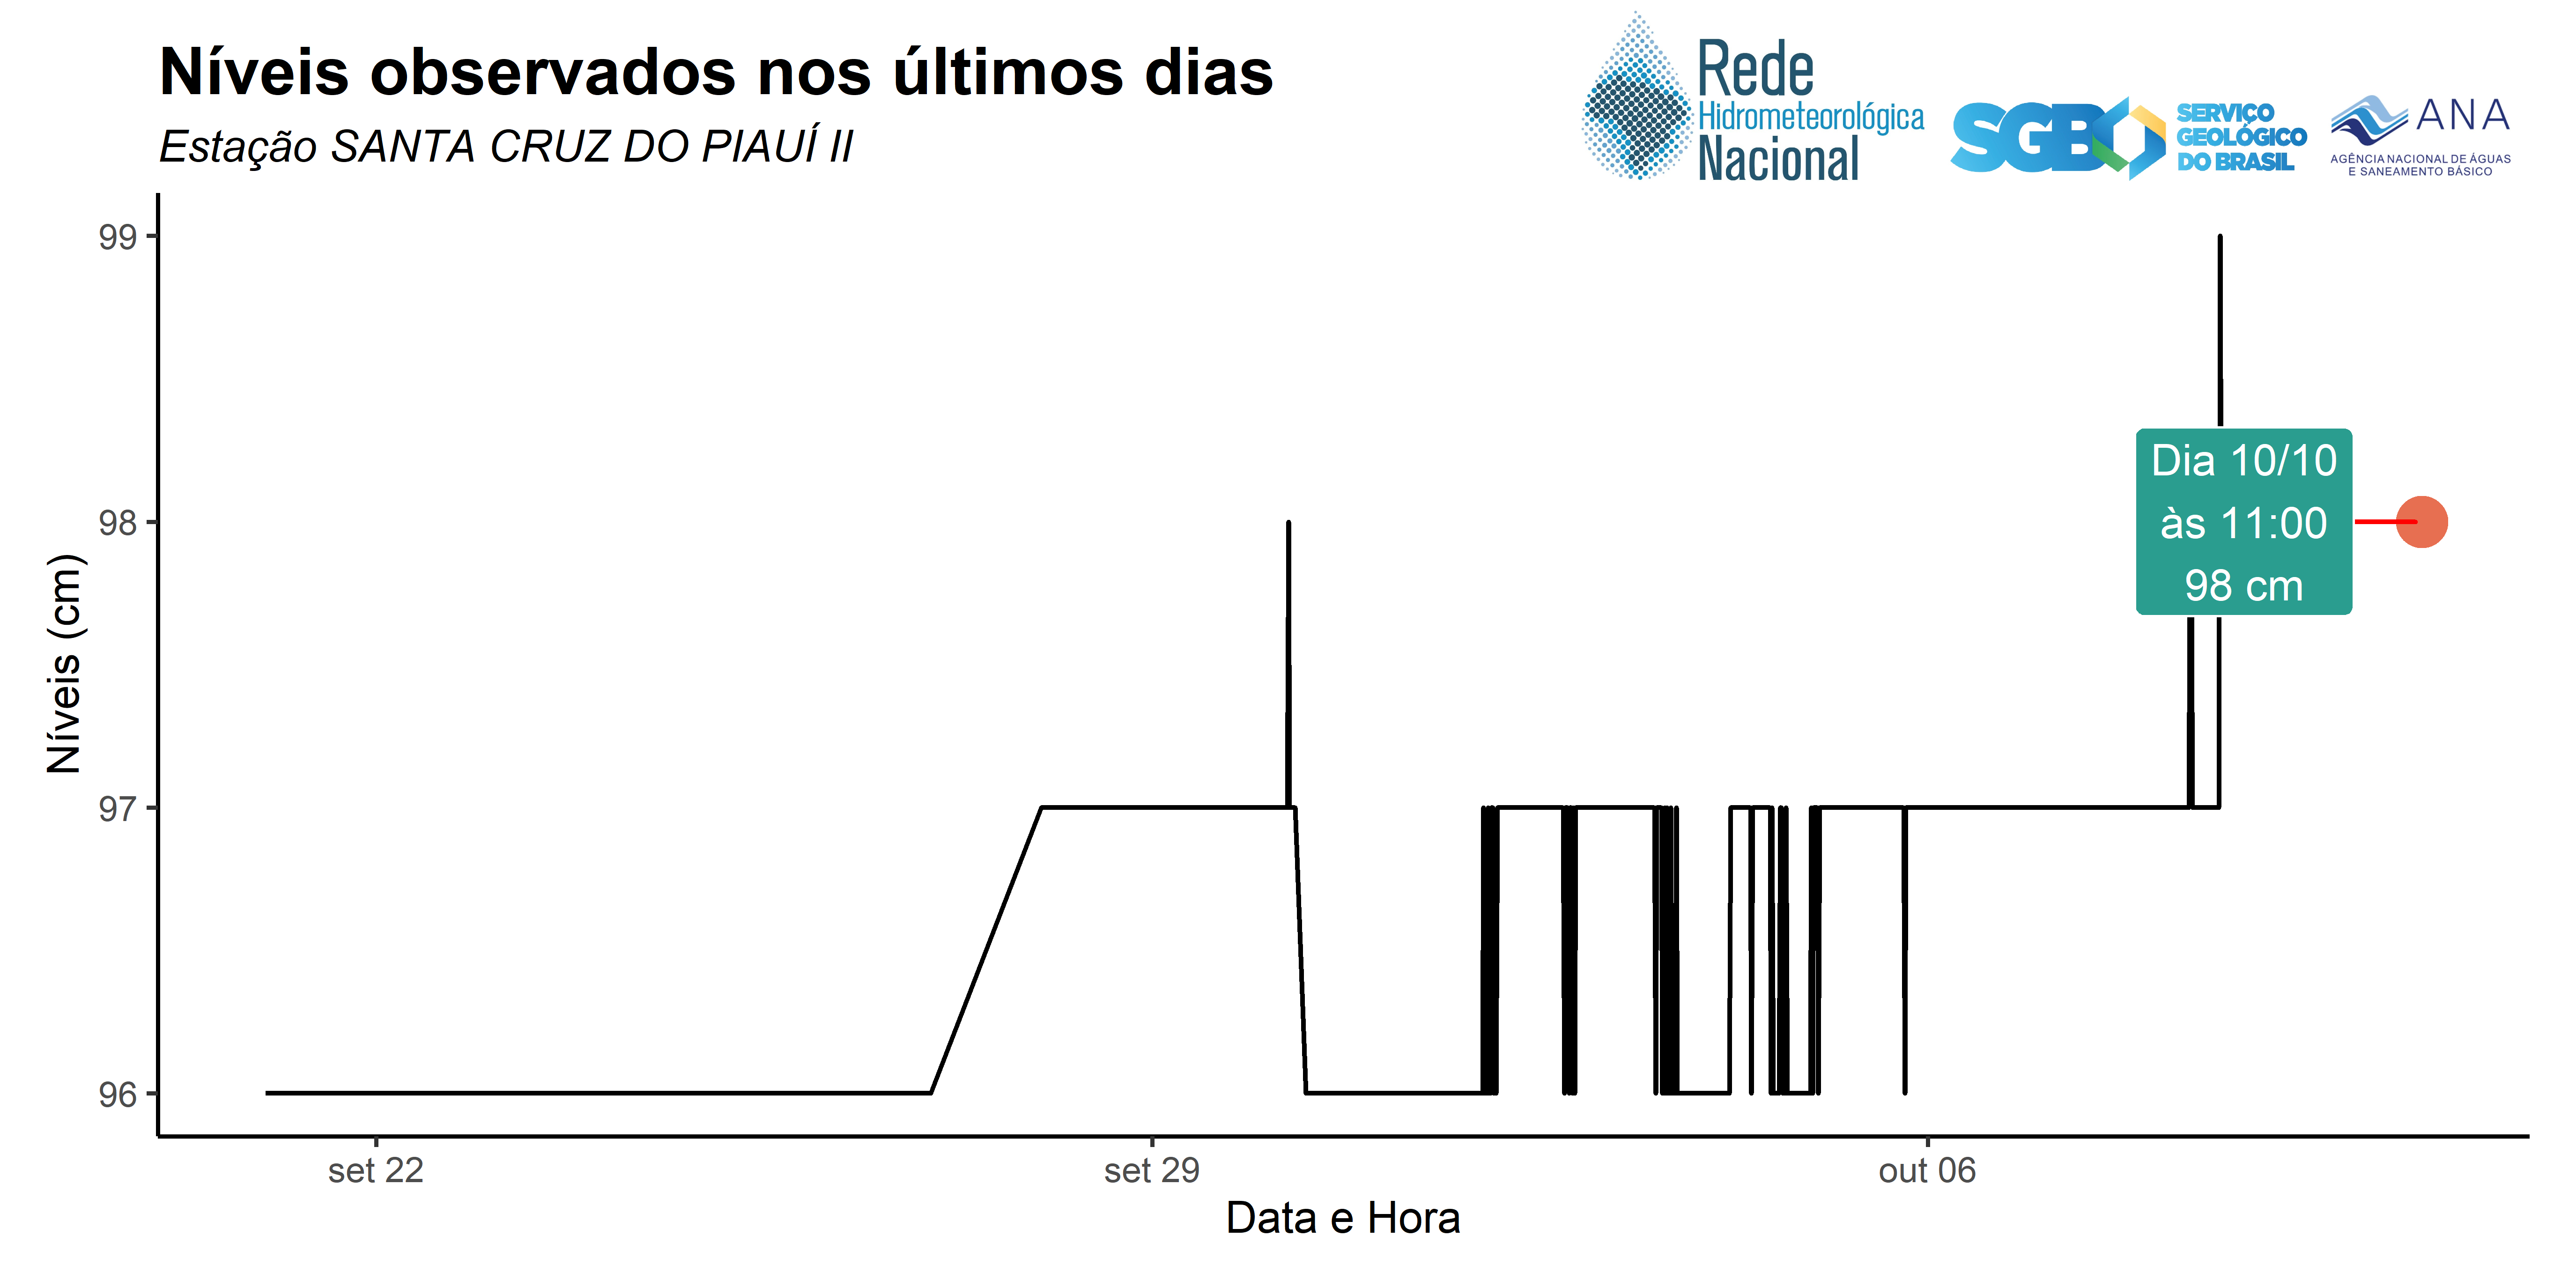 Níveis observados nos últimos dias
Estação SANTA CRUZ DO PIAUÍ II
Rede
Hidrometeorológica
Nacional
SGB
SERVIÇO
GEOLÓGICO
DO BRASIL
ANA
AGÊNCIA NACIONAL DE ÁGUAS
E SANEAMENTO BÁSICO
99
98
97
96
Níveis (cm)
Dia 10/10
às 11:00
98 cm
set 22
set 29
out 06
Data e Hora